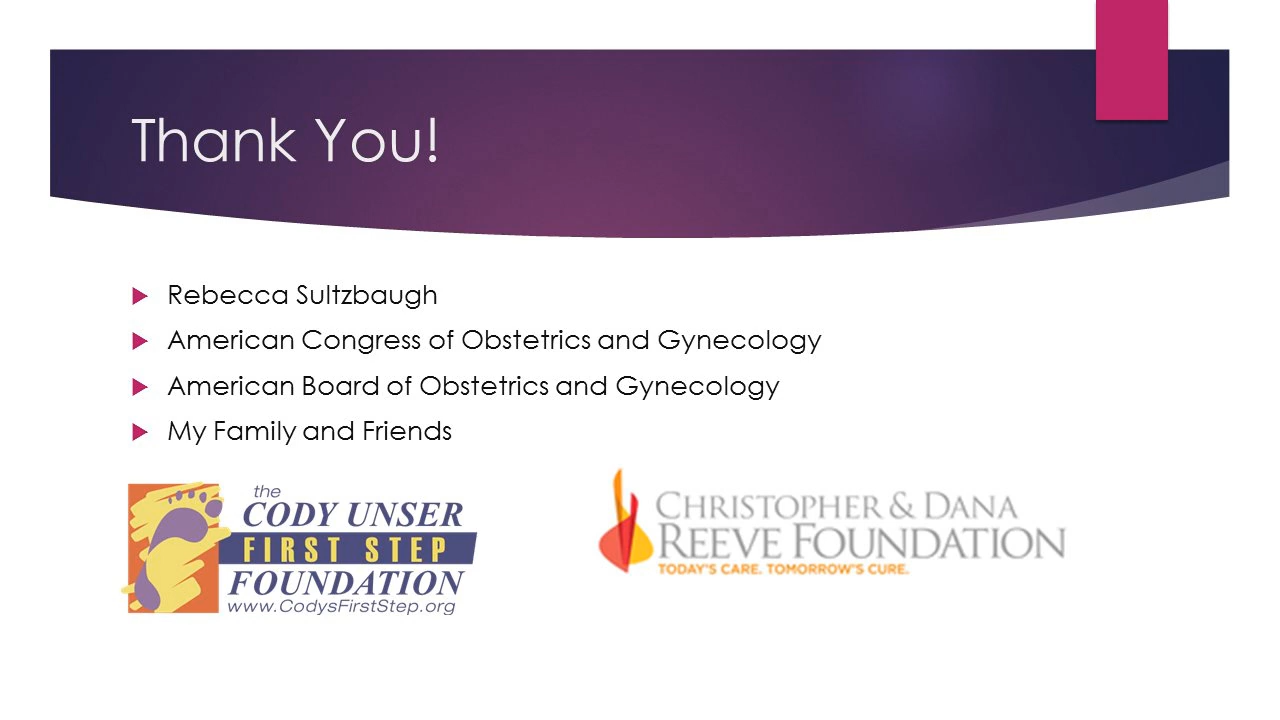 Thank You!
Rebecca Sultzbaugh
American Congress of Obstetrics and Gynecology
American Board of Obstetrics and Gynecology
My Family and Friends
the
CODY UNSER
FIRST STEP
FOUNDATION
www.CodysFirstStep.org
CHRISTOPHER & DANA
REEVE FOUNDATION
TODAY'S CARE. TOMORROW'S CURE.